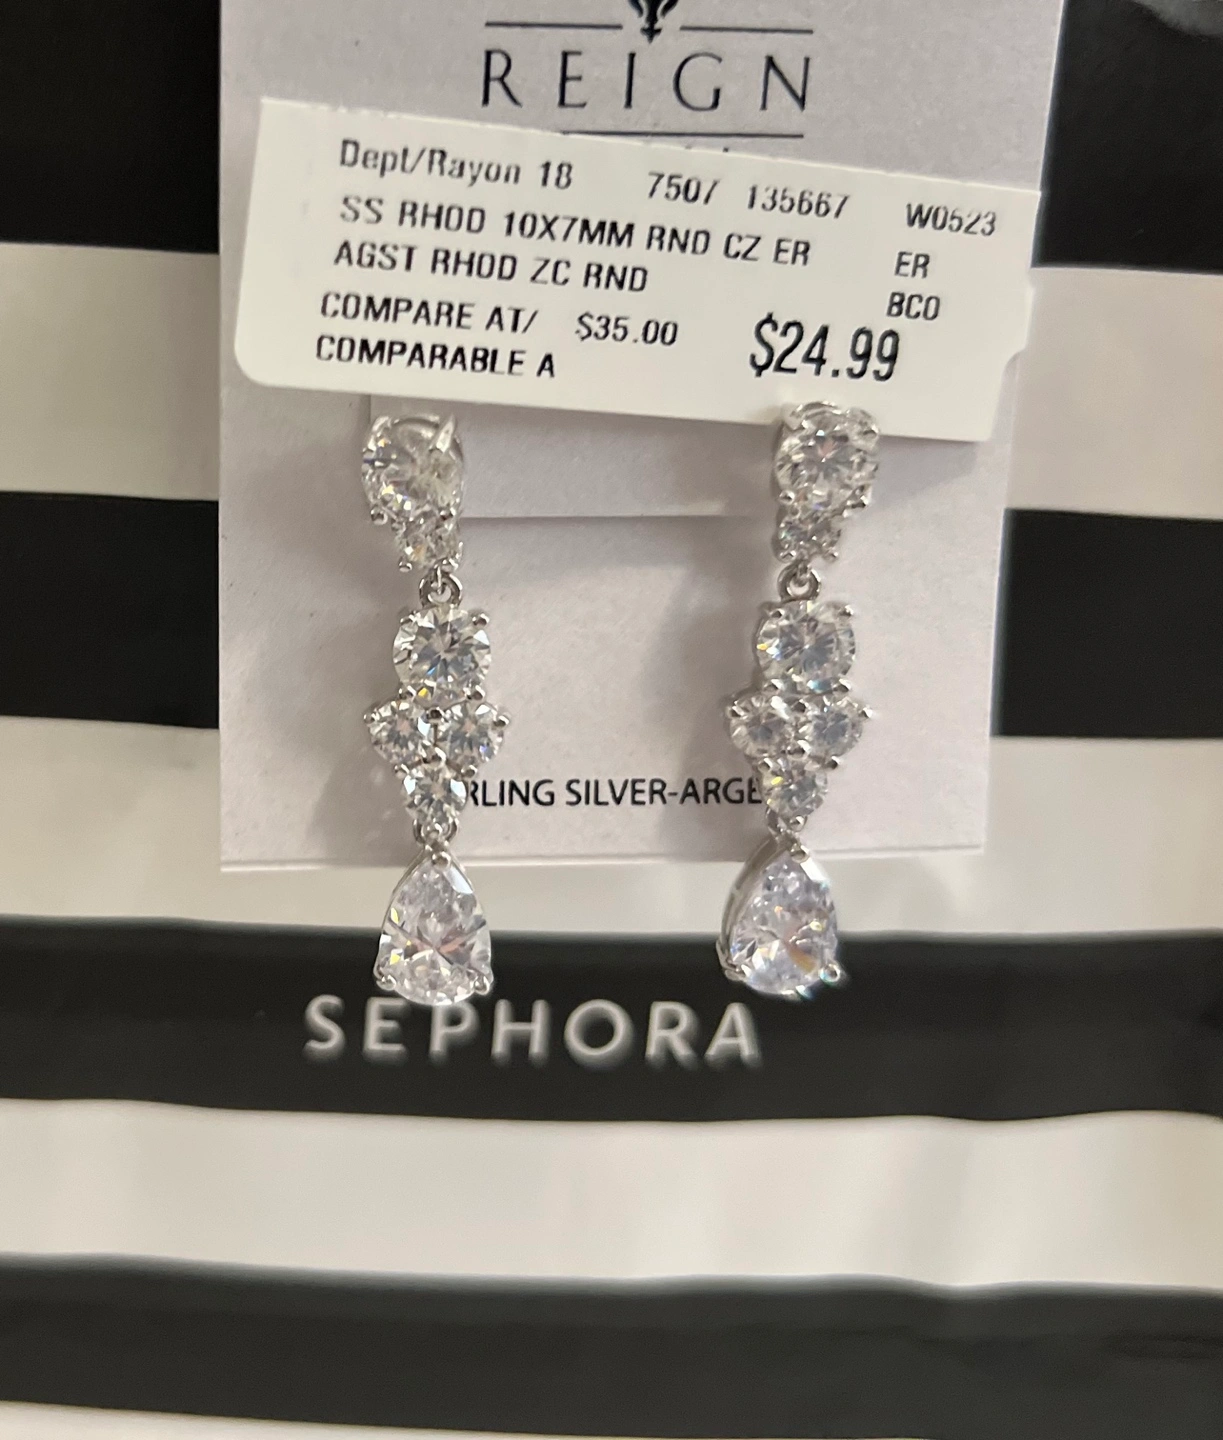 REIGN
Dept/Rayon 18 7507 135667 W0523
SS RHOD 10X7MM RND CZ ER ER
AGST RHOD ZC RND BCO
COMPARE AT/ $35.00 $24.99
COMPARABLE A
RLING SILVER-ARGE
SEPHORA